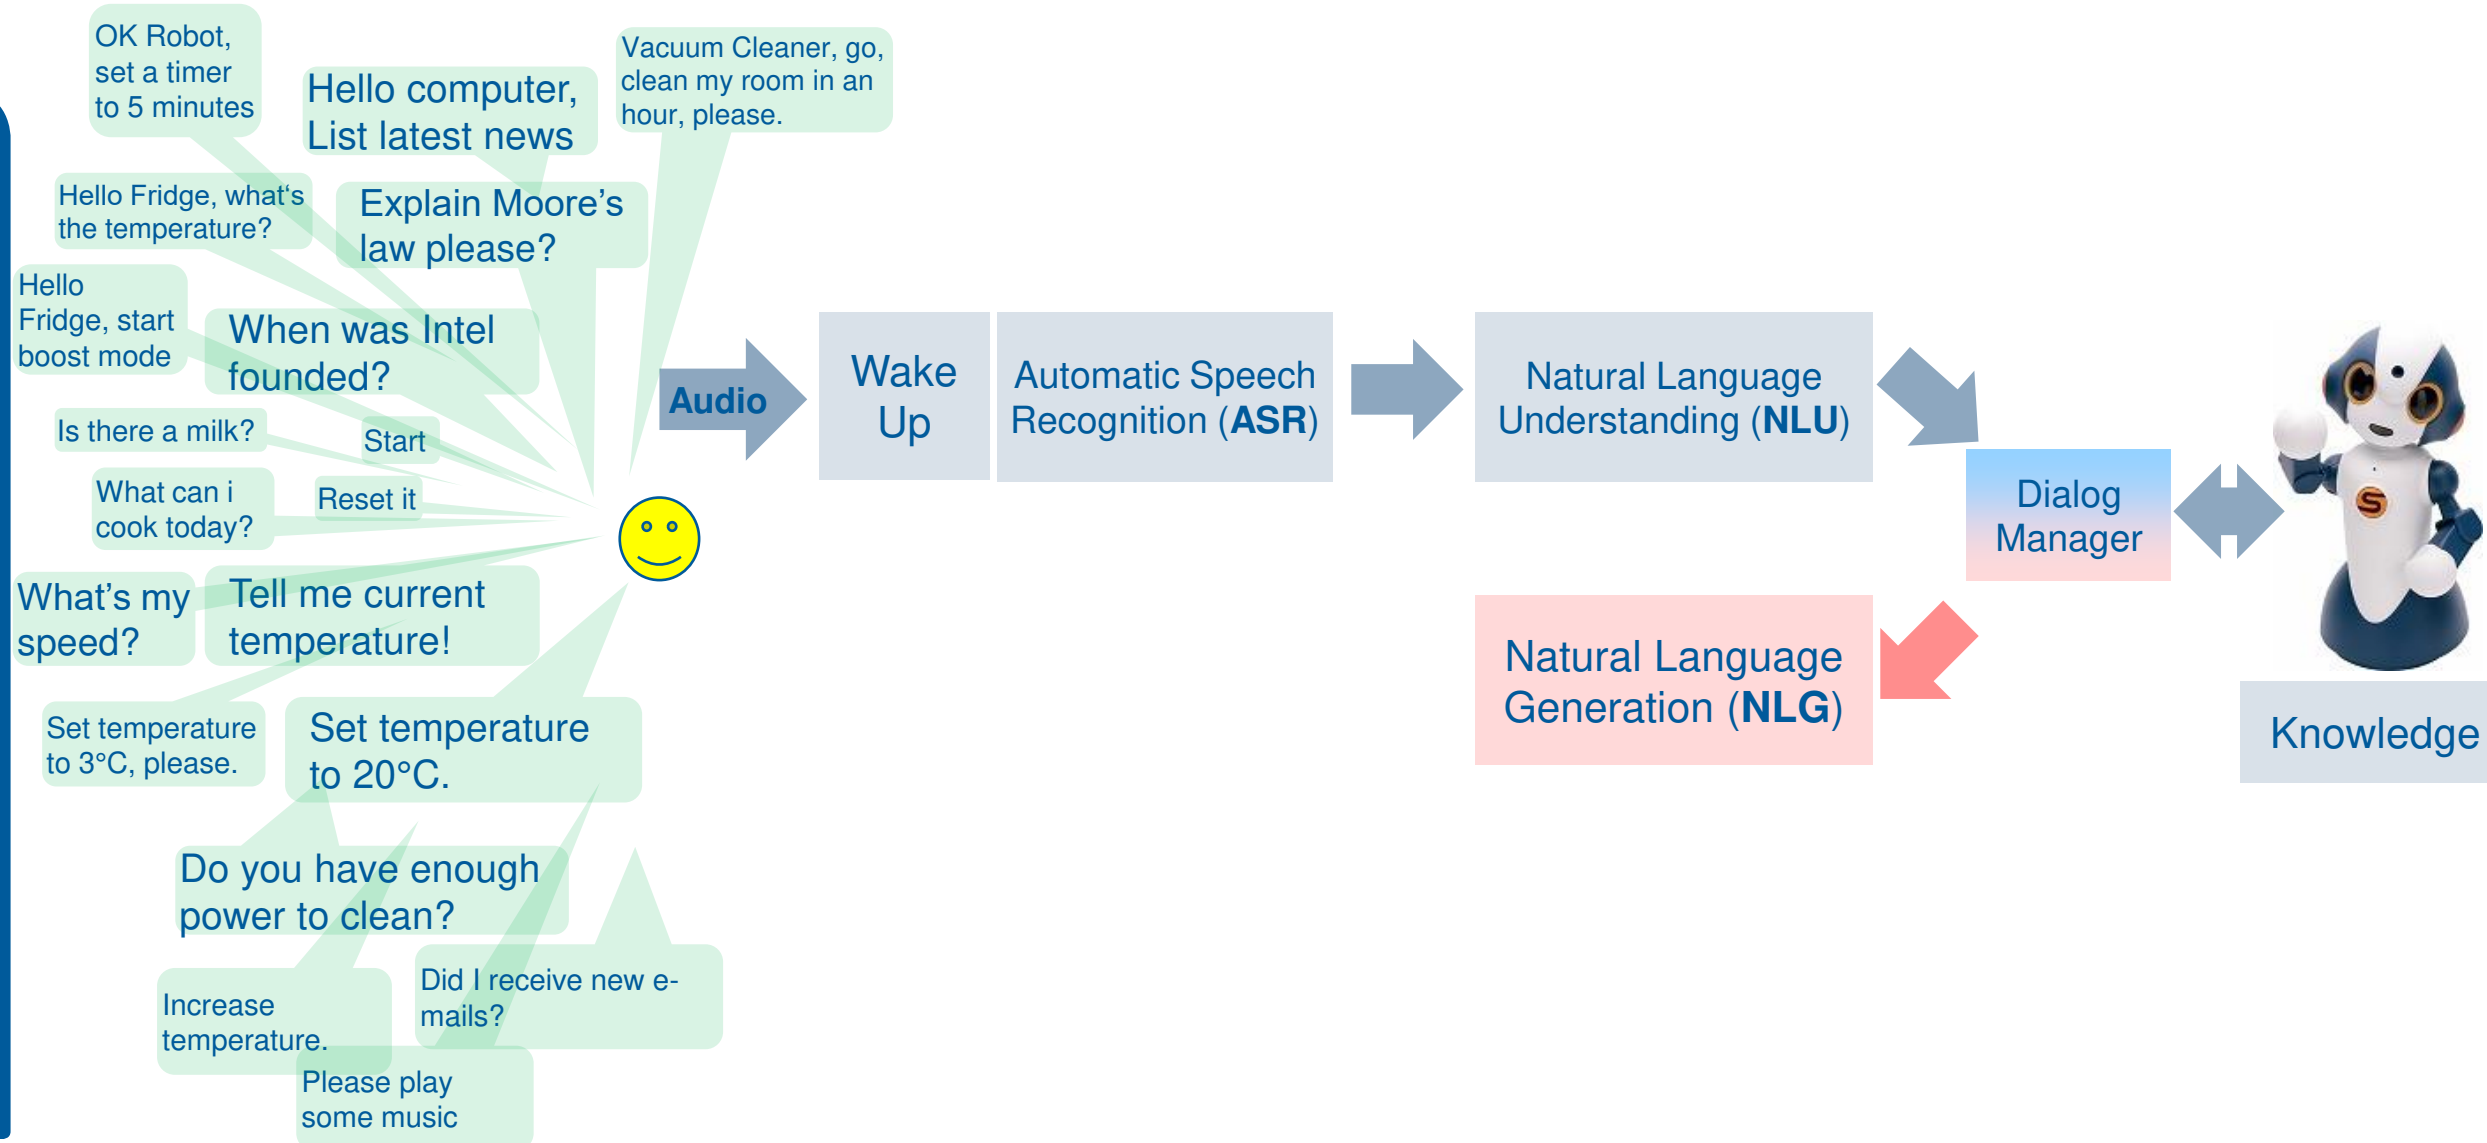 OK Robot,
set a timer
to 5 minutes
Hello computer,
List latest news
Vacuum Cleaner, go,
clean my room in an
hour, please.
Hello Fridge, what‘s
the temperature?
Explain Moore’s
law please?
Hello
Fridge, start
boost mode
When was Intel
founded?
Is there a milk?
Start
What can i
cook today?
Reset it
What’s my
speed?
Tell me current
temperature!
Set temperature
to 3°C, please.
Set temperature
to 20°C.
Do you have enough
power to clean?
Increase
temperature.
Did I receive new e-
mails?
Please play
some music
Audio
Wake
Up
Automatic Speech
Recognition (ASR)
Natural Language
Understanding (NLU)
Dialog
Manager
Natural Language
Generation (NLG)
S
Knowledge